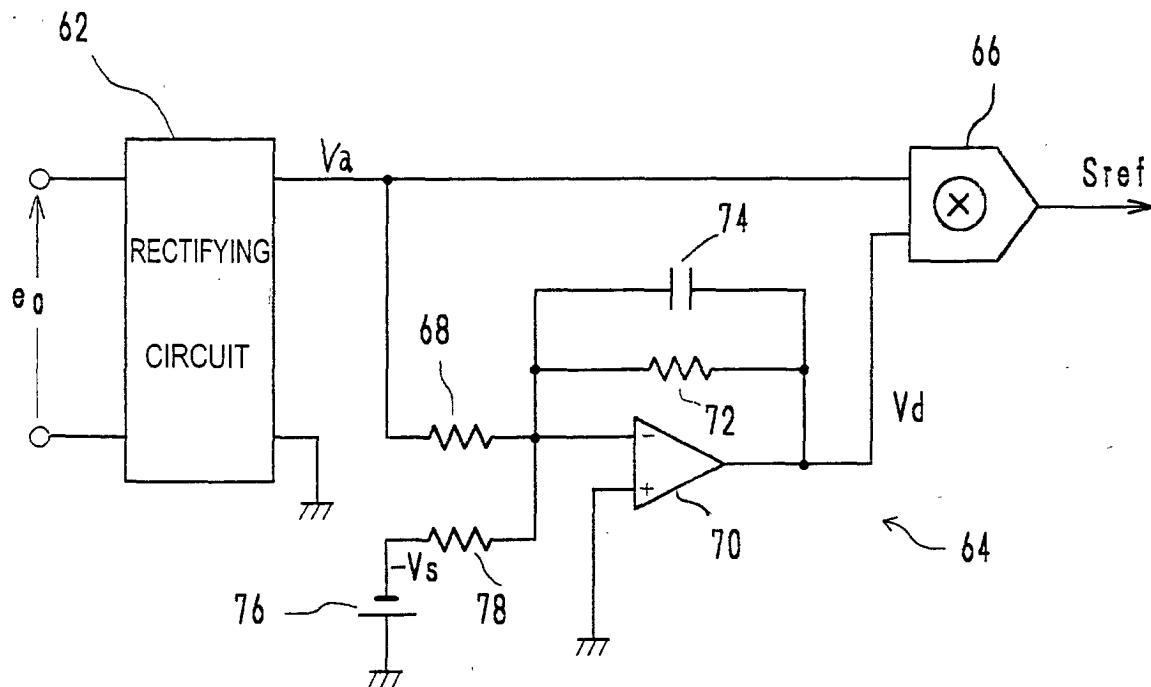 62
66
Va
Sref
RECTIFYING
CIRCUIT
e0
74
68
72
Vd
−
+
70
64
−Vs
76
78